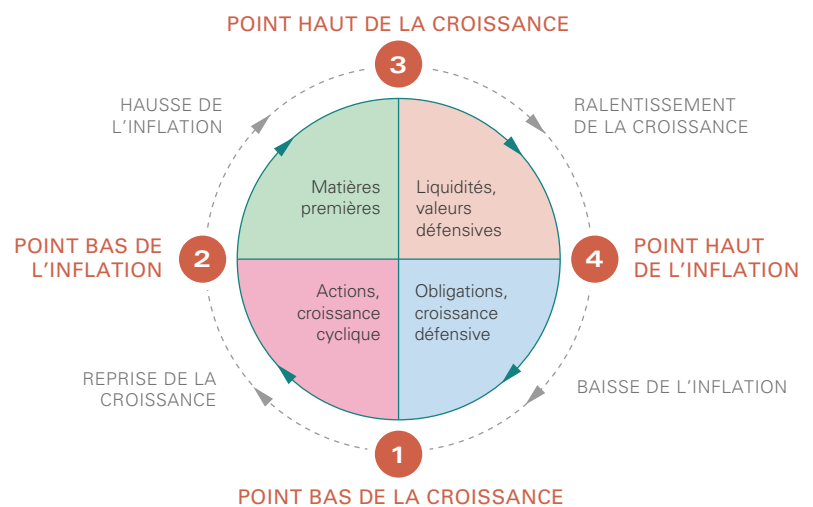 POINT HAUT DE LA CROISSANCE
3
HAUSSE DE
L'INFLATION
RALENTISSEMENT
DE LA CROISSANCE
Matières
premières
Liquidités,
valeurs
défensives
POINT BAS DE
L'INFLATION
2
4
POINT HAUT
DE L'INFLATION
Actions,
croissance
cyclique
Obligations,
croissance
défensive
REPRISE DE LA
CROISSANCE
BAISSE DE L'INFLATION
1
POINT BAS DE LA CROISSANCE